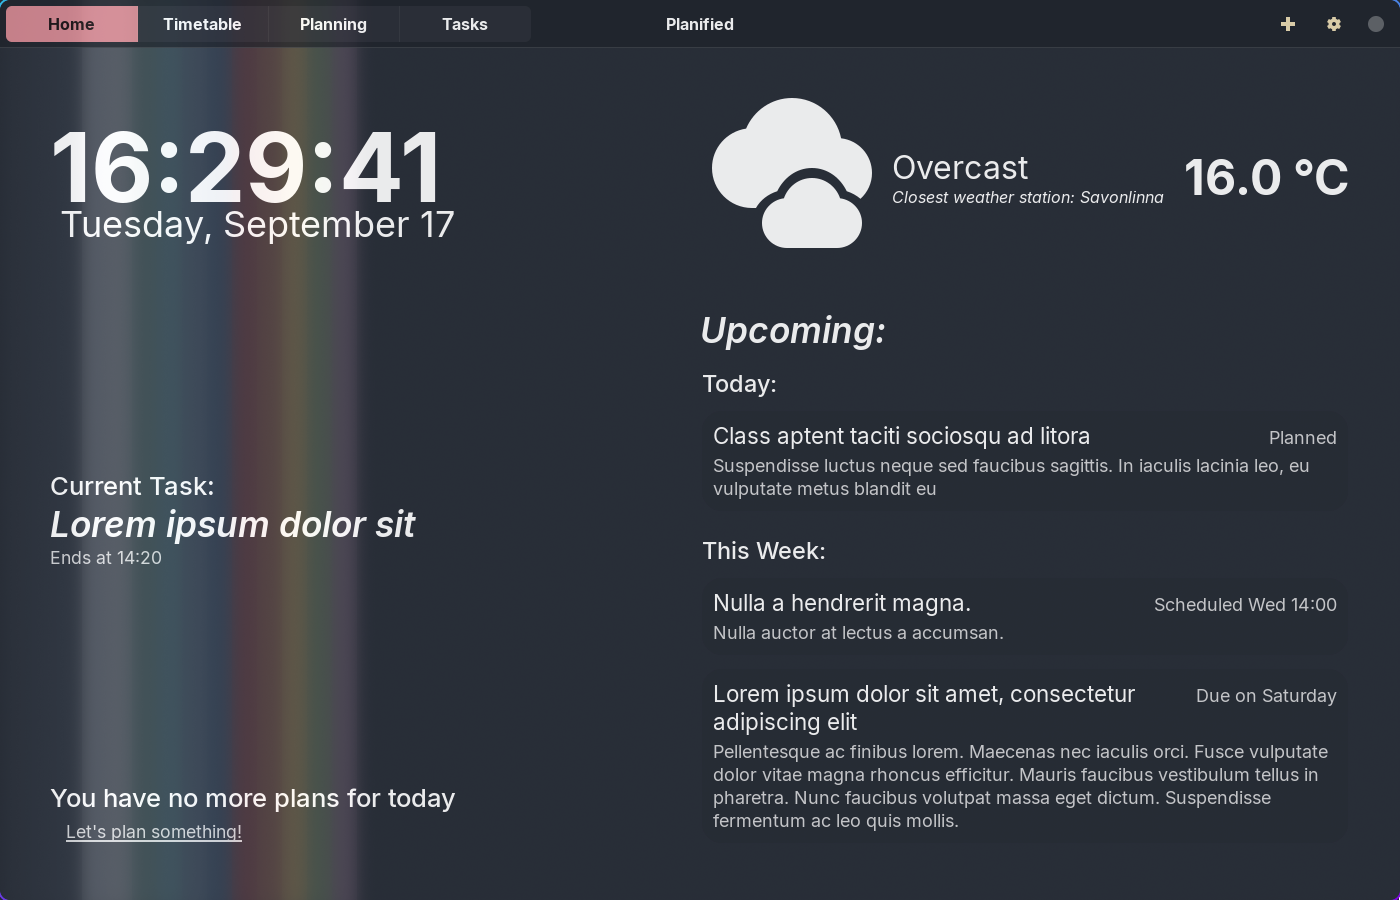 Home
Timetable
Planning
Tasks
Planified
16:29:41
Tuesday, September 17
Overcast
Closest weather station: Savonlinna
16.0 °C
Current Task:
Lorem ipsum dolor sit
Ends at 14:20
You have no more plans for today
Let's plan something!
Upcoming:
Today:
Class aptent taciti sociosqu ad litora
Planned
Suspendisse luctus neque sed faucibus sagittis. In iaculis lacinia leo, eu
vulputate metus blandit eu
This Week:
Nulla a hendrerit magna.
Scheduled Wed 14:00
Nulla auctor at lectus a accumsan.
Lorem ipsum dolor sit amet, consectetur
adipiscing elit
Due on Saturday
Pellentesque ac finibus lorem. Maecenas nec iaculis orci. Fusce vulputate
dolor vitae magna rhoncus efficitur. Mauris faucibus vestibulum tellus in
pharetra. Nunc faucibus volutpat massa eget dictum. Suspendisse
fermentum ac leo quis mollis.